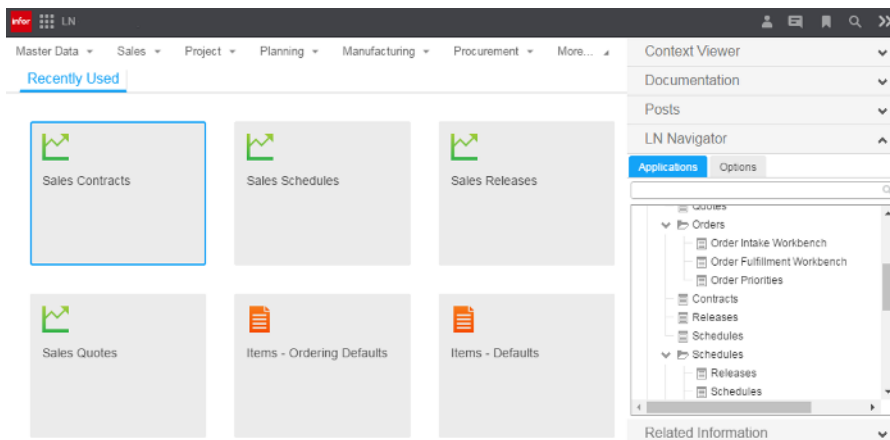 infor LN
Master Data Sales Project Planning Manufacturing Procurement More...
Recently Used
Sales Contracts
Sales Schedules
Sales Releases
Sales Quotes
Items - Ordering Defaults
Items - Defaults
Context Viewer
Documentation
Posts
LN Navigator
Applications Options
Quotes
Orders
Order Intake Workbench
Order Fulfillment Workbench
Order Priorities
Contracts
Releases
Schedules
Schedules
Releases
Schedules
Related Information